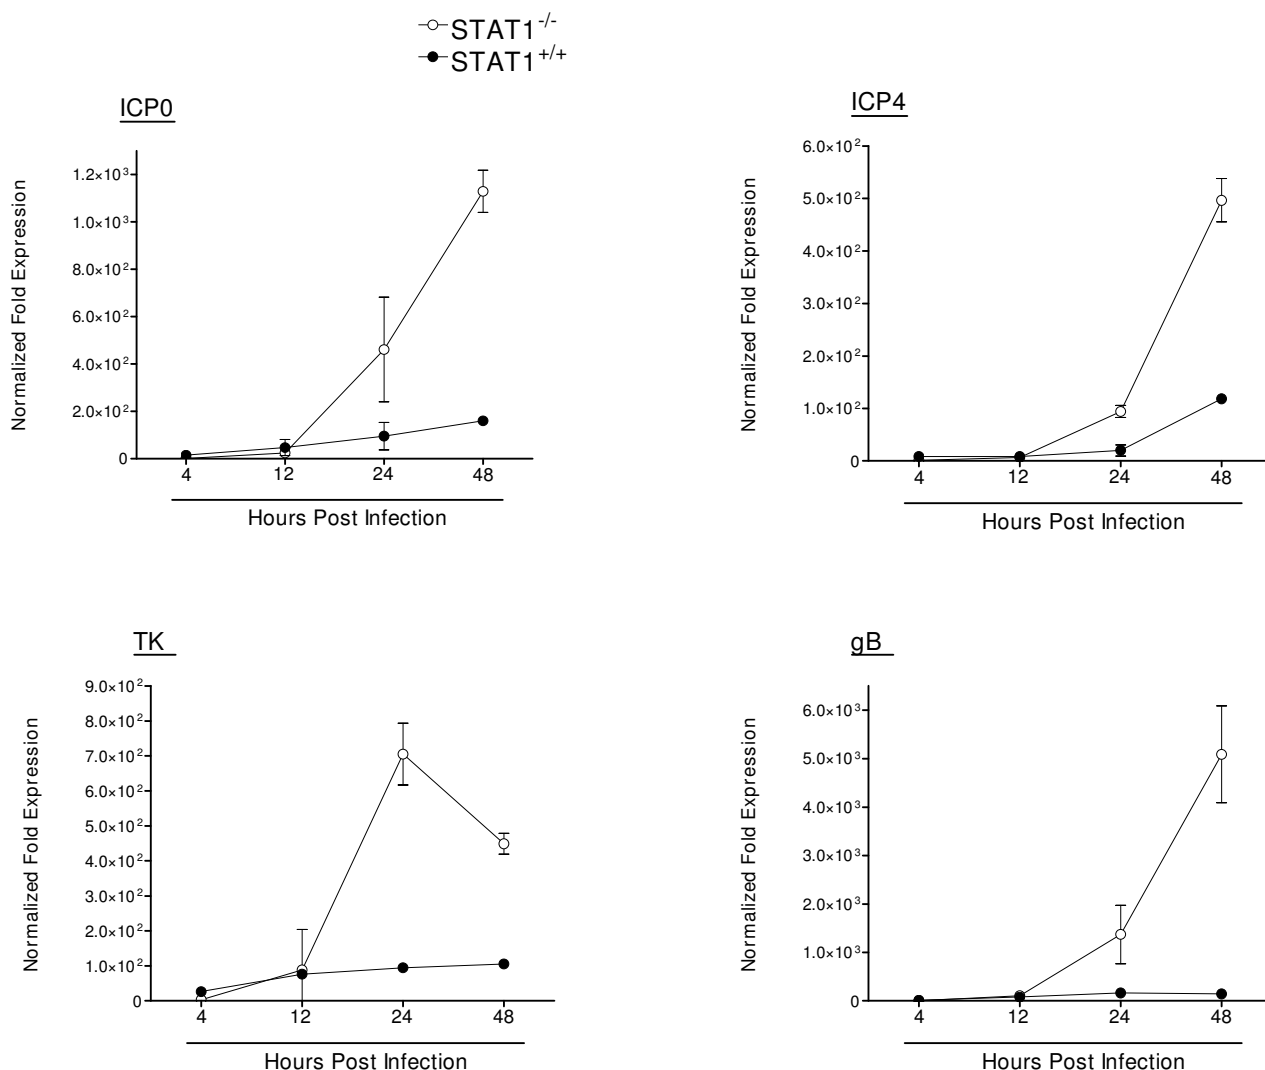 STAT1-/-
STAT1+/+
ICP0
Normalized Fold Expression
1.2×10³
1.0×10³
8.0×10²
6.0×10²
4.0×10²
2.0×10²
0
4 12 24 48
Hours Post Infection
ICP4
Normalized Fold Expression
6.0×10²
5.0×10²
4.0×10²
3.0×10²
2.0×10²
1.0×10²
0
4 12 24 48
Hours Post Infection
TK
Normalized Fold Expression
9.0×10²
8.0×10²
7.0×10²
6.0×10²
5.0×10²
4.0×10²
3.0×10²
2.0×10²
1.0×10²
0
4 12 24 48
Hours Post Infection
gB
Normalized Fold Expression
6.0×10³
5.0×10³
4.0×10³
3.0×10³
2.0×10³
1.0×10³
0
4 12 24 48
Hours Post Infection